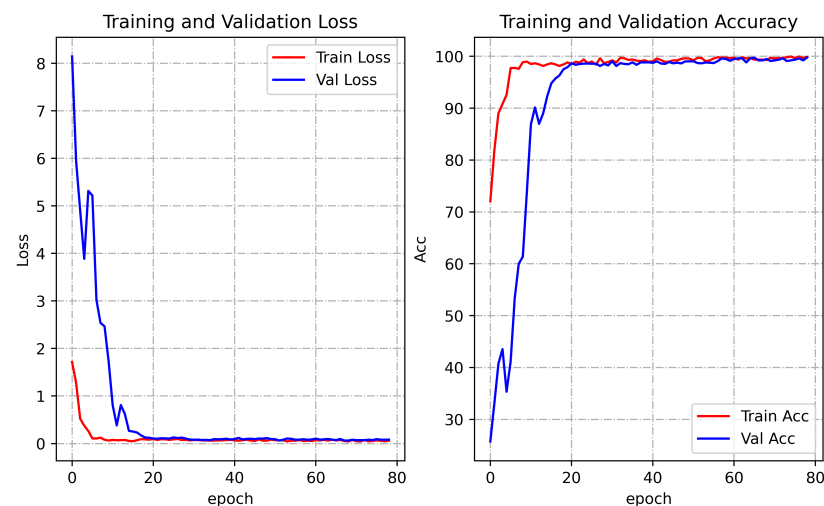 Training and Validation Loss
Train Loss
Val Loss
8
7
6
5
4
3
2
1
0
Loss
0 20 40 60 80
epoch
Training and Validation Accuracy
100
90
80
70
60
50
40
30
Acc
Train Acc
Val Acc
0 20 40 60 80
epoch